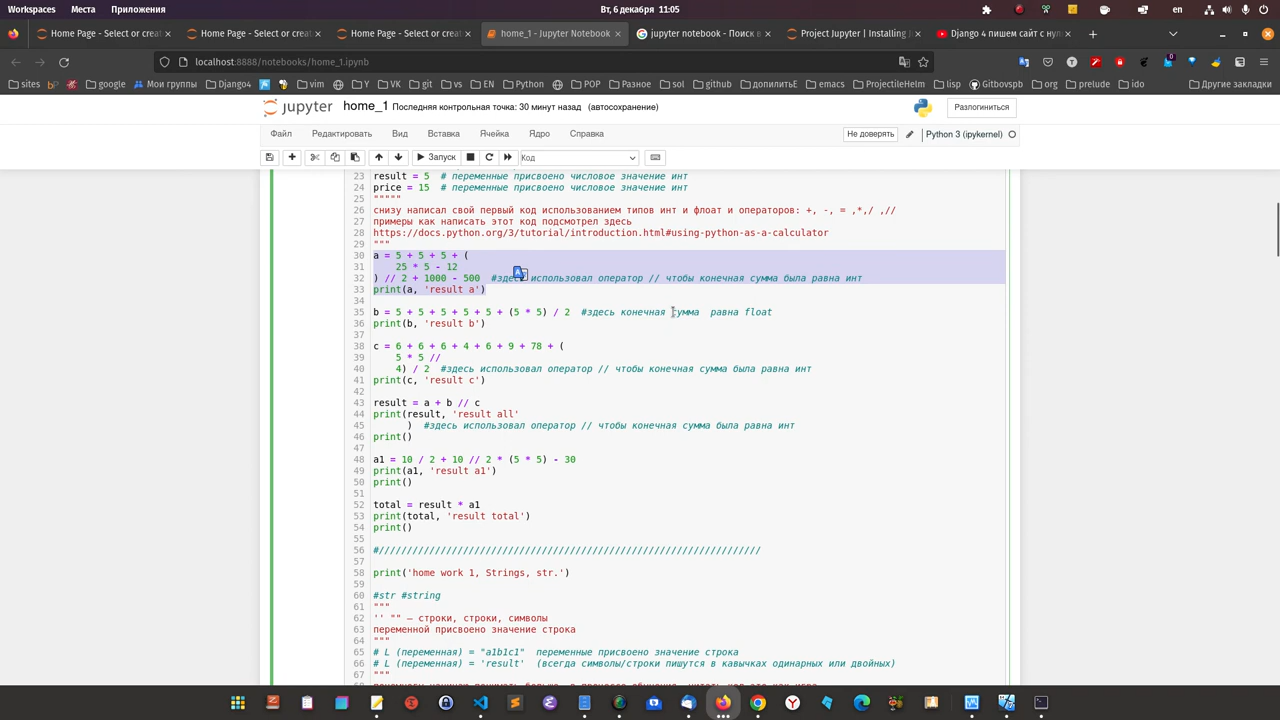 Workspaces Места Приложения Вт, 6 декабря 11:05 en
Home Page - Select or creat Home Page - Select or creat Home Page - Select or creat home_1 - Jupyter Notebook jupyter notebook - Поиск в Project Jupyter | Installing J Django 4 пишем сайт с нул
localhost:8888/notebooks/home_1.ipynb
sites b google Мои группы D VK git vs en python POP Разное допилитьЕ docs emacs ProjectileHelm lisp Gitbovspb d prelude org Другие закладки
jupyter home_1 Последняя контрольная точка: 30 минут назад (автосохранение) Разлогиниться
Файл Редактировать Вид Вставка Ячейка Ядро Справка Не доверять Python 3 (ipykernel)
Запуск Код
23 result = 5 # переменные присвоено числовое значение инт
24 price = 15 # переменные присвоено числовое значение инт
25 """""
26 снизу написал свой первый код использованием типов инт и флоат и операторов: +, -, = ,*,/ ,//
27 примеры как написать этот код подсмотрел здесь
28 https://docs.python.org/3/tutorial/introduction.html#using-python-as-a-calculator
29 """
30 a = 5 + 5 + 5 + (
31 25 * 5 - 12
32 ) // 2 + 1000 - 500 #здесь использовал оператор // чтобы конечная сумма была равна инт
33 print(a, 'result a')
34
35 b = 5 + 5 + 5 + 5 + 5 + (5 * 5) / 2 #здесь конечная сумма равна float
36 print(b, 'result b')
37
38 c = 6 + 6 + 6 + 4 + 6 + 9 + 78 + (
39 5 * 5 //
40 4) / 2 #здесь использовал оператор // чтобы конечная сумма была равна инт
41 print(c, 'result c')
42
43 result = a + b // c
44 print(result, 'result all'
45 ) #здесь использовал оператор // чтобы конечная сумма была равна инт
46 print()
47
48 a1 = 10 / 2 + 10 // 2 * (5 * 5) - 30
49 print(a1, 'result a1')
50 print()
51
52 total = result * a1
53 print(total, 'result total')
54 print()
55
56 #////////////////////////////////////////////////////////////////////
57
58 print('home work 1, Strings, str.')
59
60 #str #string
61 """
62 '' "" — строки, строки, символы
63 переменной присвоено значение строка
64 """
65 # L (переменная) = "a1b1c1" переменные присвоено значение строка
66 # L (переменная) = 'result' (всегда символы/строки пишутся в кавычках одинарных или двойных)
67 """